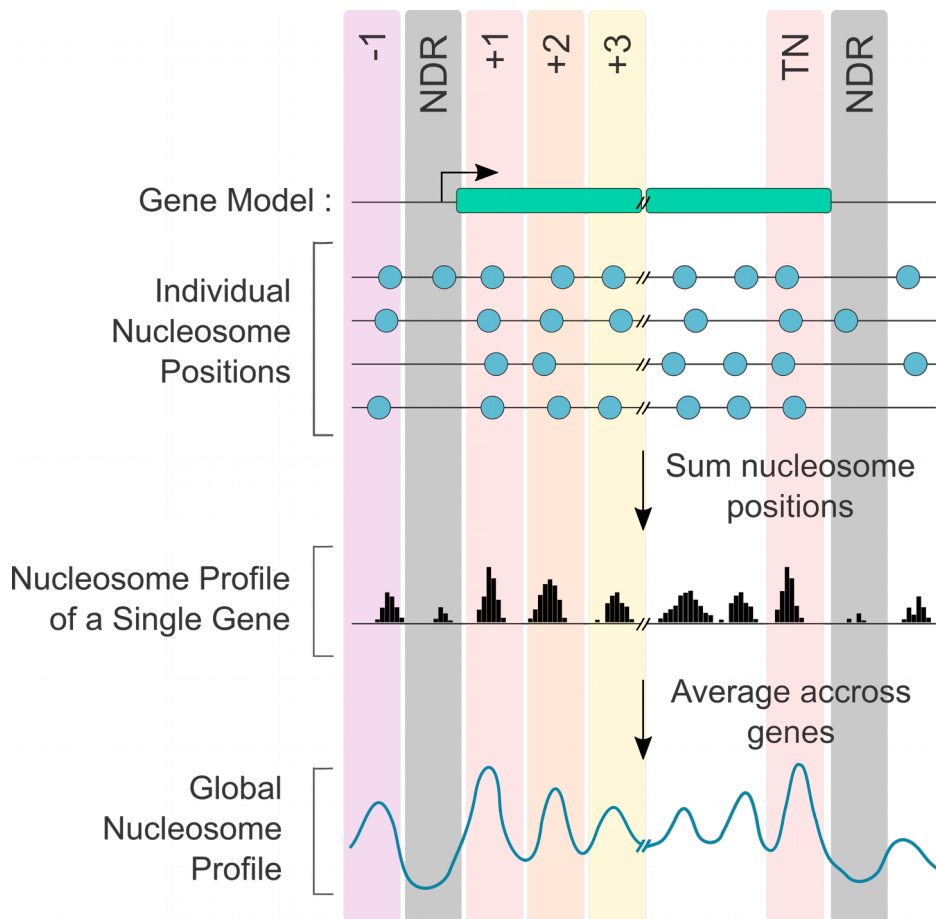 -1
NDR
+1
+2
+3
TN
NDR
Gene Model :
Individual
Nucleosome
Positions
Sum nucleosome
positions
Nucleosome Profile
of a Single Gene
Average accross
genes
Global
Nucleosome
Profile